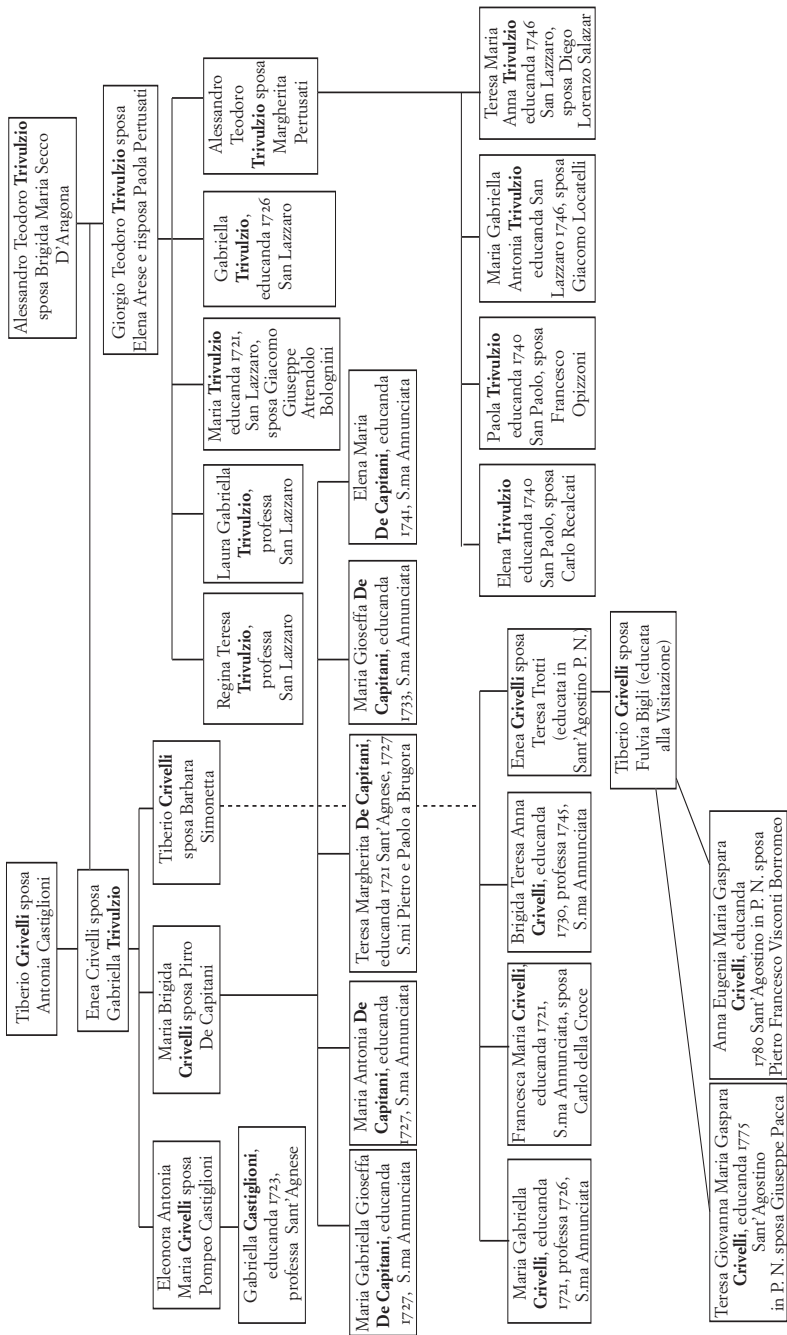 Tiberio Crivelli sposa
Antonia Castiglioni
Enea Crivelli sposa
Gabriella Trivulzio
Eleonora Antonia
Maria Crivelli sposa
Pompeo Castiglioni
Maria Brigida
Crivelli sposa Pirro
De Capitani
Tiberio Crivelli
sposa Barbara
Simonetta
Gabriella Castiglioni,
educanda 1723,
professa Sant'Agnese
Alessandro Teodoro Trivulzio
sposa Brigida Maria Secco
D'Aragona
Giorgio Teodoro Trivulzio sposa
Elena Arese e risposa Paola Pertusati
Regina Teresa
Trivulzio,
professa
San Lazzaro
Laura Gabriella
Trivulzio,
professa
San Lazzaro
Maria Trivulzio
educanda 1721,
San Lazzaro,
sposa Giacomo
Giuseppe
Attendolo
Bolognini
Gabriella
Trivulzio,
educanda 1726
San Lazzaro
Alessandro
Teodoro
Trivulzio sposa
Margherita
Pertusati
Maria Gabriella Gioseffa
De Capitani, educanda
1727, S.ma Annunciata
Maria Antonia De
Capitani, educanda
1727, S.ma Annunciata
Teresa Margherita De Capitani,
educanda 1721 Sant'Agnese, 1727
S.mi Pietro e Paolo a Brugora
Maria Gioseffa De
Capitani, educanda
1733, S.ma Annunciata
Elena Maria
De Capitani, educanda
1741, S.ma Annunciata
Maria Gabriella
Crivelli, educanda
1721, professa 1726,
S.ma Annunciata
Francesca Maria Crivelli,
educanda 1721,
S.ma Annunciata, sposa
Carlo della Croce
Brigida Teresa Anna
Crivelli, educanda
1730, professa 1745,
S.ma Annunciata
Enea Crivelli sposa
Teresa Trotti
(educata in
Sant'Agostino P. N.)
Elena Trivulzio
educanda 1740
San Paolo, sposa
Carlo Recalcati
Paola Trivulzio
educanda 1740
San Paolo, sposa
Francesco
Opizzoni
Maria Gabriella
Antonia Trivulzio
educanda San
Lazzaro 1746, sposa
Giacomo Locatelli
Teresa Maria
Anna Trivulzio
educanda 1746
San Lazzaro,
sposa Diego
Lorenzo Salazar
Tiberio Crivelli sposa
Fulvia Bigli (educata
alla Visitazione)
Teresa Giovanna Maria Gaspara
Crivelli, educanda 1775
Sant'Agostino
in P. N. sposa Giuseppe Pacca
Anna Eugenia Maria Gaspara
Crivelli, educanda
1780 Sant'Agostino in P. N. sposa
Pietro Francesco Visconti Borromeo